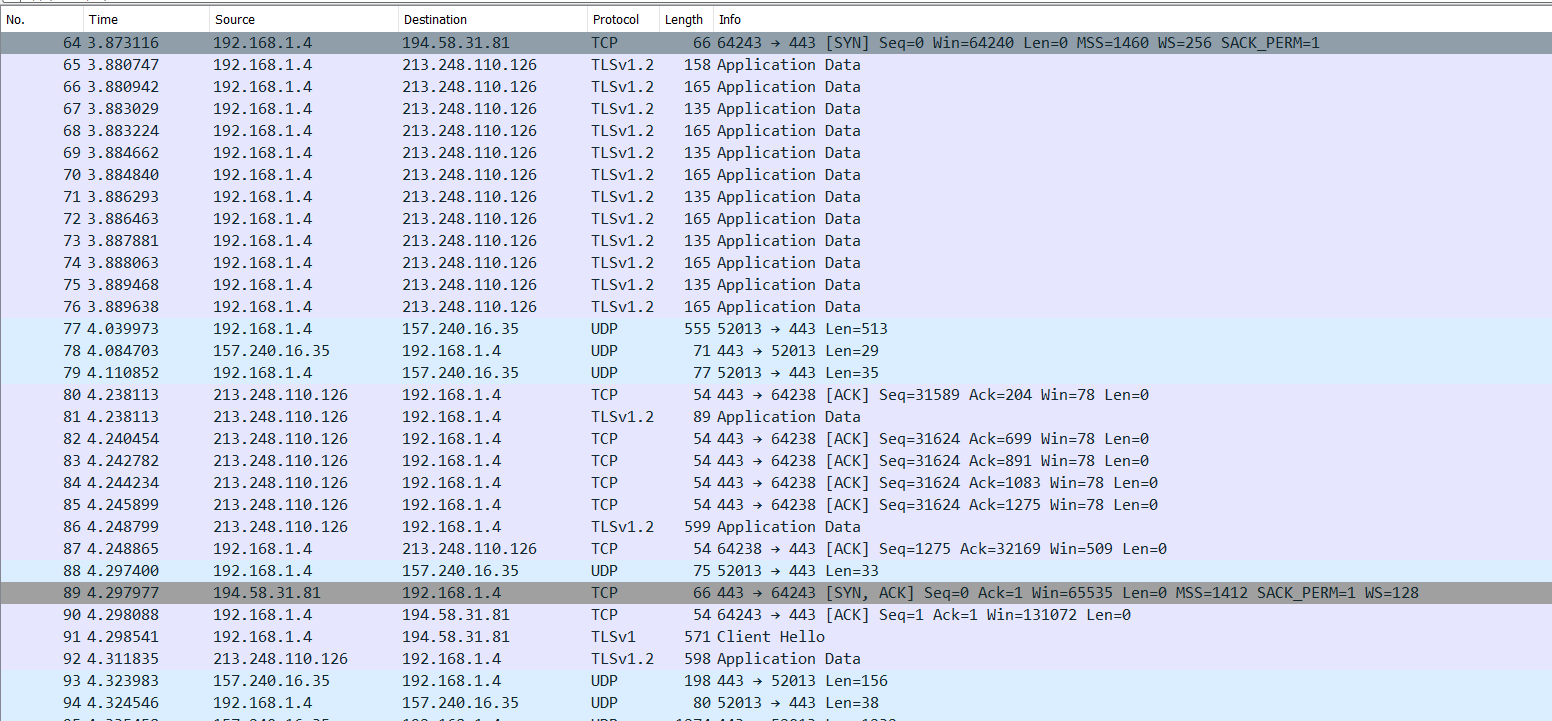 No. Time Source Destination Protocol Length Info
64 3.873116 192.168.1.4 194.58.31.81 TCP 66 64243 → 443 [SYN] Seq=0 Win=64240 Len=0 MSS=1460 WS=256 SACK_PERM=1
65 3.880747 192.168.1.4 213.248.110.126 TLSv1.2 158 Application Data
66 3.880942 192.168.1.4 213.248.110.126 TLSv1.2 165 Application Data
67 3.883029 192.168.1.4 213.248.110.126 TLSv1.2 135 Application Data
68 3.883224 192.168.1.4 213.248.110.126 TLSv1.2 165 Application Data
69 3.884662 192.168.1.4 213.248.110.126 TLSv1.2 135 Application Data
70 3.884840 192.168.1.4 213.248.110.126 TLSv1.2 165 Application Data
71 3.886293 192.168.1.4 213.248.110.126 TLSv1.2 135 Application Data
72 3.886463 192.168.1.4 213.248.110.126 TLSv1.2 165 Application Data
73 3.887881 192.168.1.4 213.248.110.126 TLSv1.2 135 Application Data
74 3.888063 192.168.1.4 213.248.110.126 TLSv1.2 165 Application Data
75 3.889468 192.168.1.4 213.248.110.126 TLSv1.2 135 Application Data
76 3.889638 192.168.1.4 213.248.110.126 TLSv1.2 165 Application Data
77 4.039973 192.168.1.4 157.240.16.35 UDP 555 52013 → 443 Len=513
78 4.084703 157.240.16.35 192.168.1.4 UDP 71 443 → 52013 Len=29
79 4.110852 192.168.1.4 157.240.16.35 UDP 77 52013 → 443 Len=35
80 4.238113 213.248.110.126 192.168.1.4 TCP 54 443 → 64238 [ACK] Seq=31589 Ack=204 Win=78 Len=0
81 4.238113 213.248.110.126 192.168.1.4 TLSv1.2 89 Application Data
82 4.240454 213.248.110.126 192.168.1.4 TCP 54 443 → 64238 [ACK] Seq=31624 Ack=699 Win=78 Len=0
83 4.242782 213.248.110.126 192.168.1.4 TCP 54 443 → 64238 [ACK] Seq=31624 Ack=891 Win=78 Len=0
84 4.244234 213.248.110.126 192.168.1.4 TCP 54 443 → 64238 [ACK] Seq=31624 Ack=1083 Win=78 Len=0
85 4.245899 213.248.110.126 192.168.1.4 TCP 54 443 → 64238 [ACK] Seq=31624 Ack=1275 Win=78 Len=0
86 4.248799 213.248.110.126 192.168.1.4 TLSv1.2 599 Application Data
87 4.248865 192.168.1.4 213.248.110.126 TCP 54 64238 → 443 [ACK] Seq=1275 Ack=32169 Win=509 Len=0
88 4.297400 192.168.1.4 157.240.16.35 UDP 75 52013 → 443 Len=33
89 4.297977 194.58.31.81 192.168.1.4 TCP 66 443 → 64243 [SYN, ACK] Seq=0 Ack=1 Win=65535 Len=0 MSS=1412 SACK_PERM=1 WS=128
90 4.298088 192.168.1.4 194.58.31.81 TCP 54 64243 → 443 [ACK] Seq=1 Ack=1 Win=131072 Len=0
91 4.298541 192.168.1.4 194.58.31.81 TLSv1 571 Client Hello
92 4.311835 213.248.110.126 192.168.1.4 TLSv1.2 598 Application Data
93 4.323983 157.240.16.35 192.168.1.4 UDP 198 443 → 52013 Len=156
94 4.324546 192.168.1.4 157.240.16.35 UDP 80 52013 → 443 Len=38